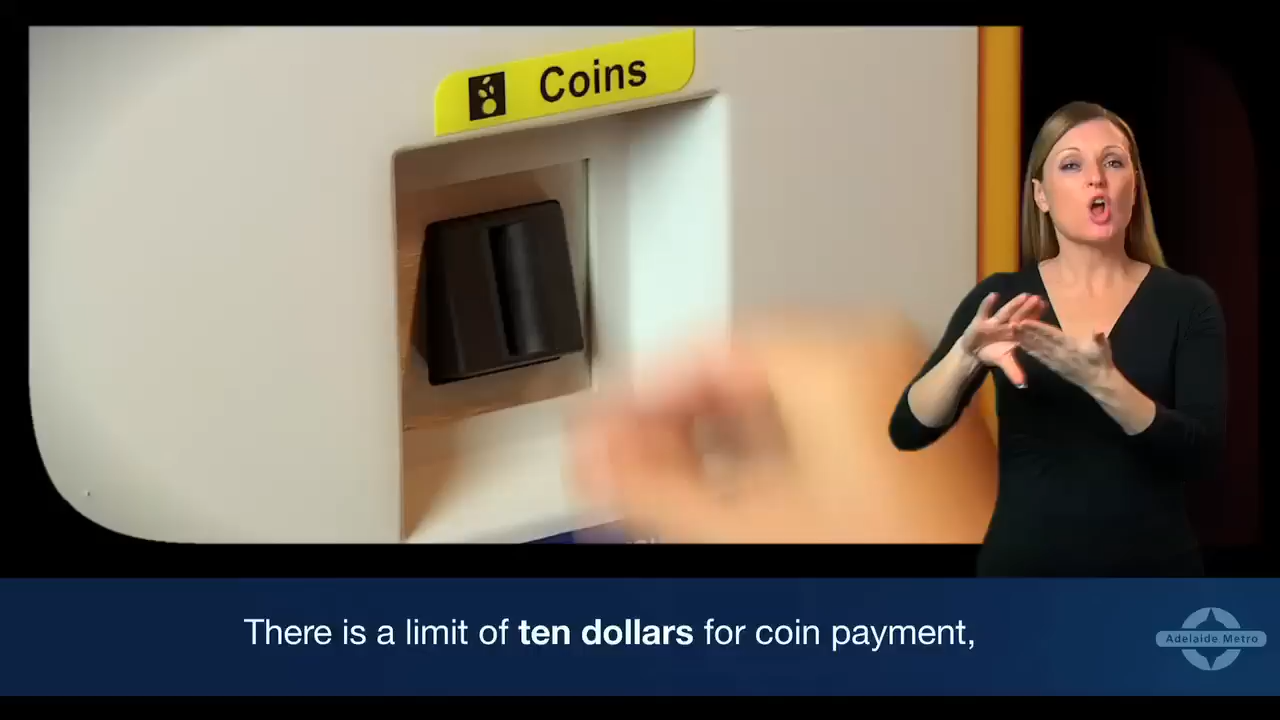 Coins
There is a limit of ten dollars for coin payment,
Adelaide Metro